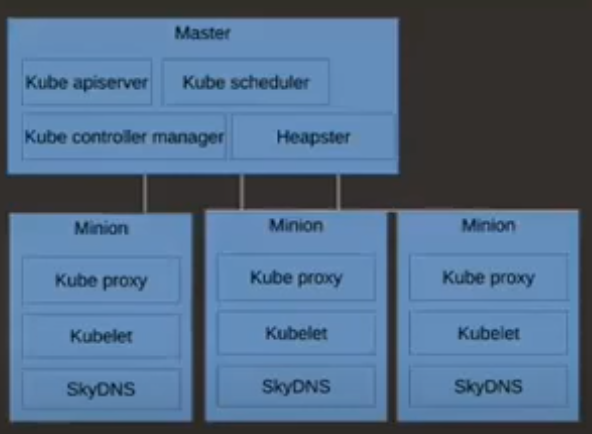 Master
Kube apiserver
Kube scheduler
Kube controller manager
Heapster
Minion
Kube proxy
Kubelet
SkyDNS
Minion
Kube proxy
Kubelet
SkyDNS
Minion
Kube proxy
Kubelet
SkyDNS